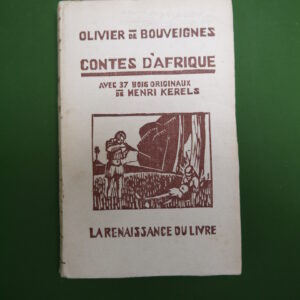 OLIVIER DE BOUVEIGNES
CONTES D'AFRIQUE
AVEC 37 BOIS ORIGINAUX
DE HENRI KERELS
LA RENAISSANCE DU LIVRE